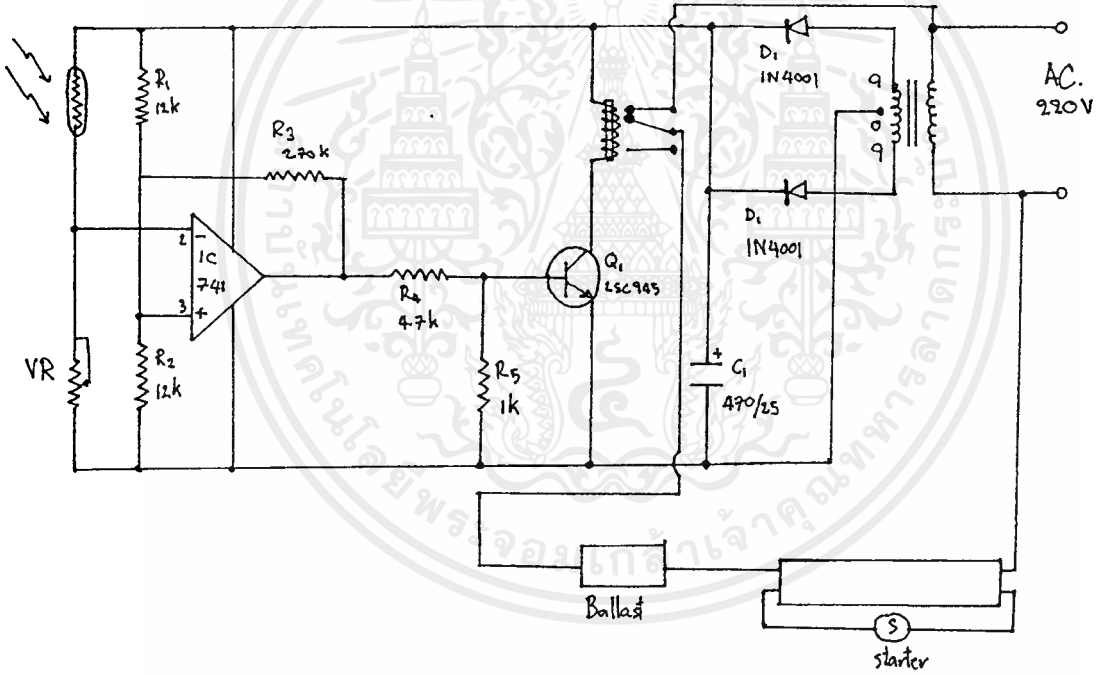 R1
12k
R3
270k
D1
1N4001
9
0
9
AC.
220V
2
-
IC
741
3
+
R4
4.7k
Q1
2SC945
D1
1N4001
VR
R2
12k
R5
1k
+
C1
470/25
Ballast
S
starter